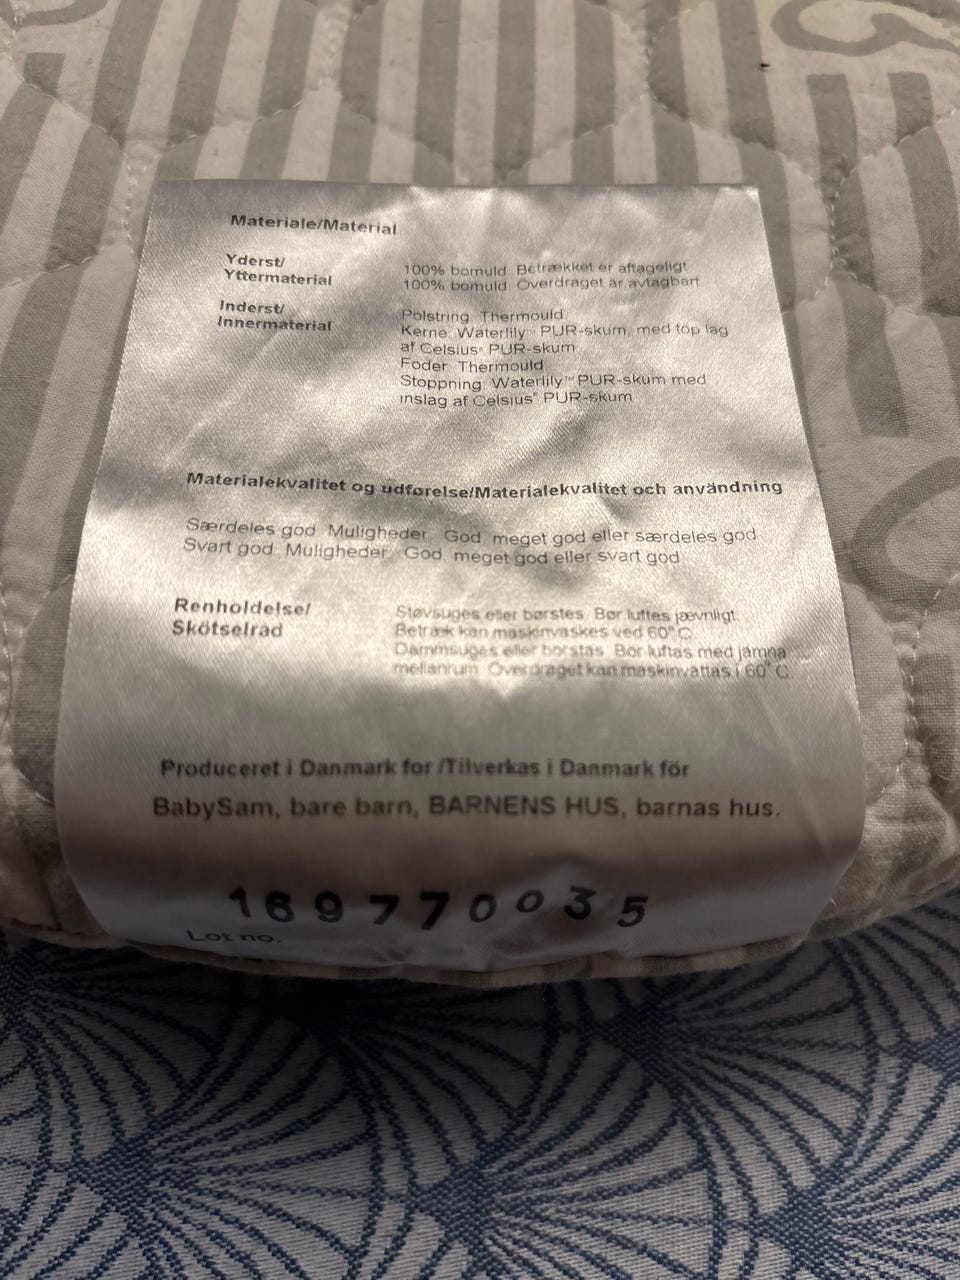 Materiale/Material
Yderst/
Yttermaterial
100% bomuld Betrækket er aftageligt
100% bomuld Överdraget är avtagbart
Inderst/
Innermaterial
Polstring Thermould
Kerne Waterlily™ PUR-skum, med top lag
af Celsius® PUR-skum
Foder Thermould
Stoppning Waterlily™ PUR-skum med
inslag af Celsius® PUR-skum
Materialekvalitet og udførelse/Materialekvalitet och användning
Særdeles god Muligheder God meget god eller særdeles god
Svart god Muligheder God meget god eller svart god
Renholdelse/
Skötselrad
Støvsuges eller børstes Bør luftes jævnligt.
Betræk kan maskinvaskes ved 60°C
Dammsuges eller borstas Bör luftas med jämna
mellanrum Överdraget kan maskinvättas i 60°C
Produceret i Danmark for /Tilverkas i Danmark för
BabySam, bare barn, BARNENS HUS, barnas hus.
169770035
Lot no.